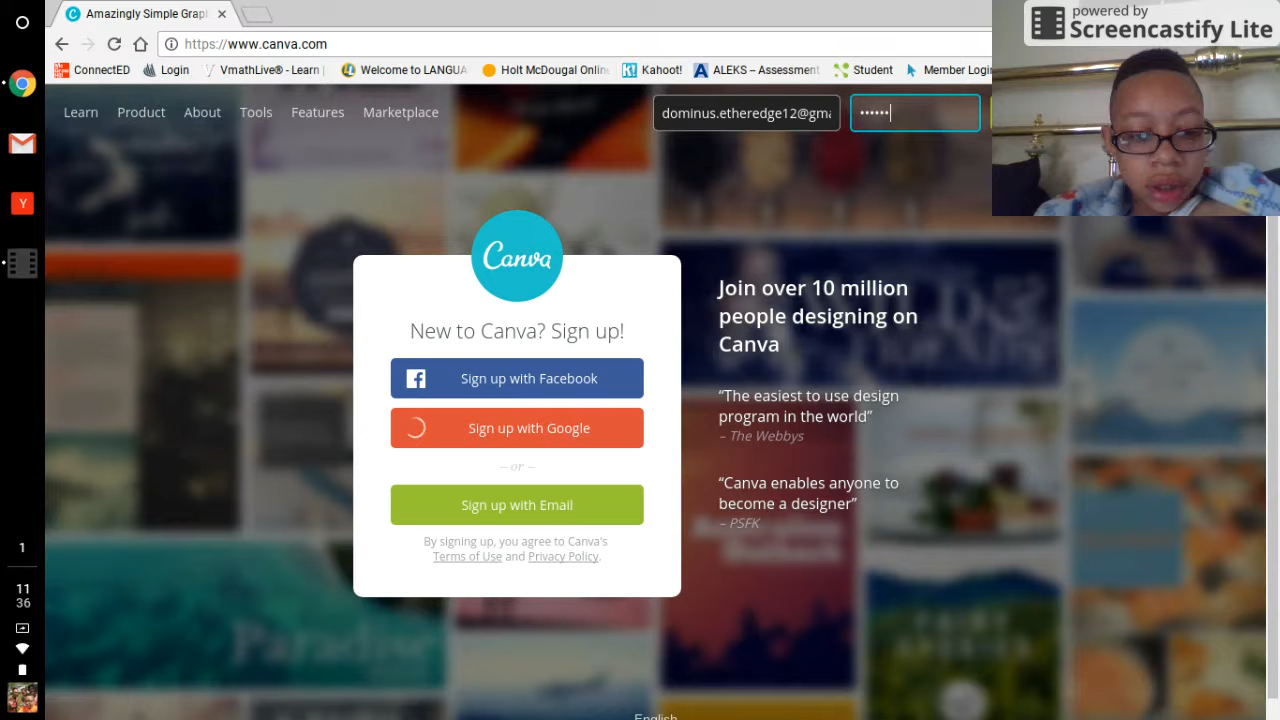 powered by
Screencastify Lite
Amazingly Simple Grap
https://www.canva.com
ConnectED
Login
VmathLive® - Learn
Welcome to LANGUA
Holt McDougal Online
Kahoot!
ALEKS – Assessment
Student
Member Login
Learn
Product
About
Tools
Features
Marketplace
dominus.etheredge12@gma
••••••
Canva
New to Canva? Sign up!
Sign up with Facebook
Sign up with Google
– or –
Sign up with Email
By signing up, you agree to Canva's
Terms of Use and Privacy Policy.
Join over 10 million
people designing on
Canva
“The easiest to use design
program in the world”
– The Webbys
“Canva enables anyone to
become a designer”
– PSFK
Paradise
English
Y
1
11
36